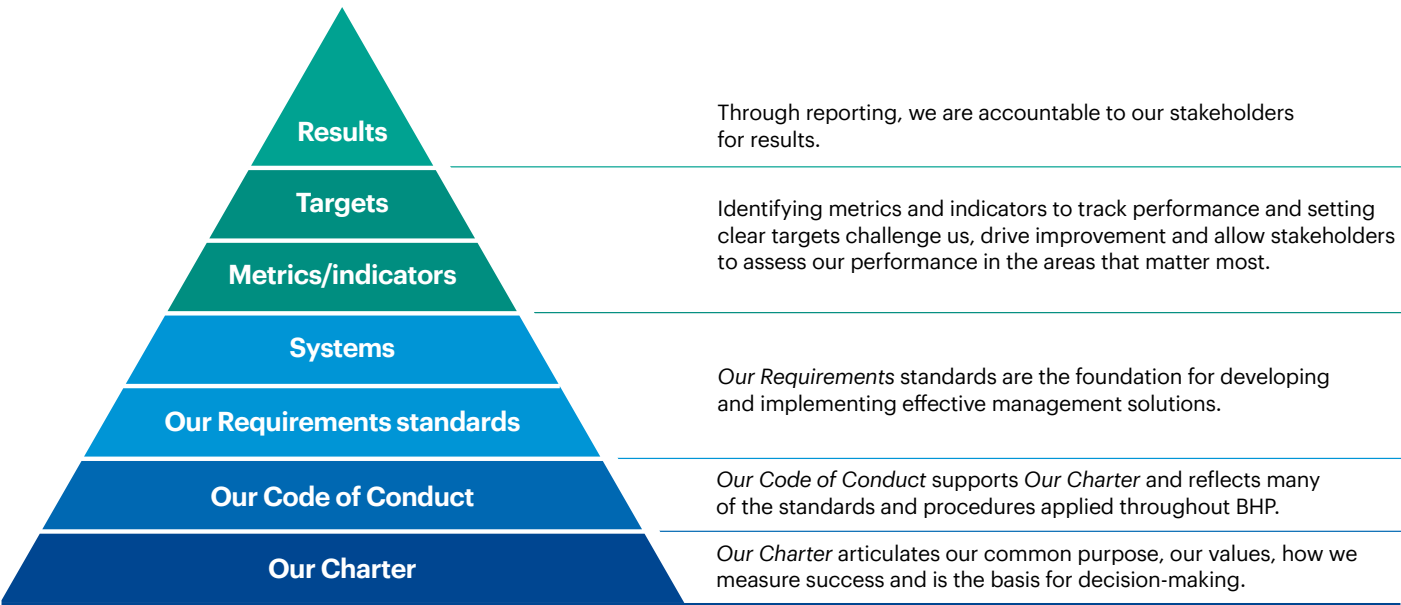 Results
Through reporting, we are accountable to our stakeholders
for results.
Targets
Metrics/indicators
Identifying metrics and indicators to track performance and setting
clear targets challenge us, drive improvement and allow stakeholders
to assess our performance in the areas that matter most.
Systems
Our Requirements standards
Our Requirements standards are the foundation for developing
and implementing effective management solutions.
Our Code of Conduct
Our Code of Conduct supports Our Charter and reflects many
of the standards and procedures applied throughout BHP.
Our Charter
Our Charter articulates our common purpose, our values, how we
measure success and is the basis for decision-making.